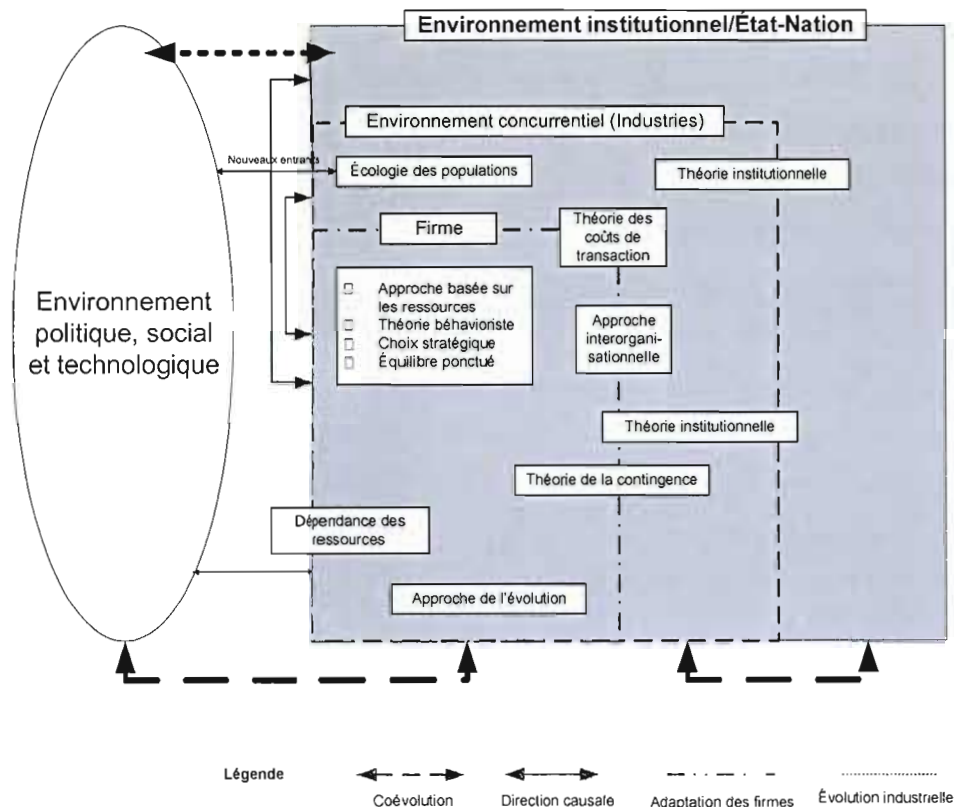 Environnement institutionnel/État-Nation
Environnement concurrentiel (Industries)
Nouveaux entrants
Écologie des populations
Théorie institutionnelle
Firme
Théorie des
coûts de
transaction
Environnement
politique, social
et technologique
Approche basée sur
les ressources
Théorie béhavioriste
Choix stratégique
Équilibre ponctué
Approche
interorgani-
sationnelle
Théorie institutionnelle
Théorie de la contingence
Dépendance des
ressources
Approche de l'évolution
Légende
Coévolution
Direction causale
Adaptation des firmes
Évolution industrielle